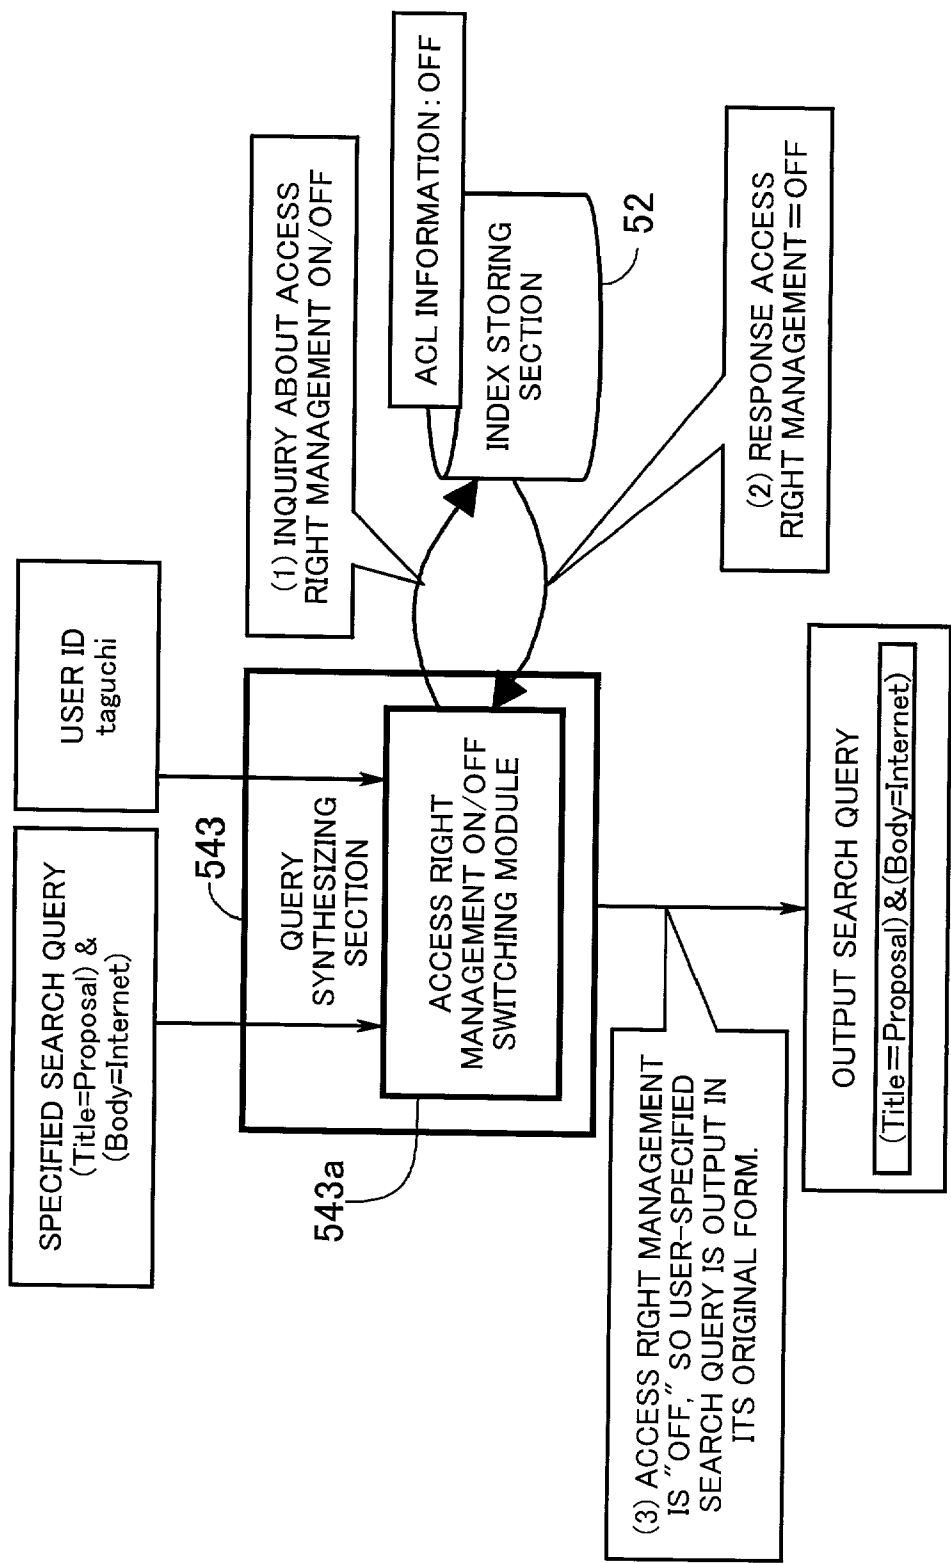 SPECIFIED SEARCH QUERY
(Title=Proposal) &
(Body=Internet)
USER ID
taguchi
543
QUERY
SYNTHESIZING
SECTION
ACCESS RIGHT
MANAGEMENT ON/OFF
SWITCHING MODULE
543a
(1) INQUIRY ABOUT ACCESS
RIGHT MANAGEMENT ON/OFF
ACL INFORMATION:OFF
INDEX STORING
SECTION
52
(2) RESPONSE ACCESS
RIGHT MANAGEMENT=OFF
(3) ACCESS RIGHT MANAGEMENT
IS "OFF," SO USER-SPECIFIED
SEARCH QUERY IS OUTPUT IN
ITS ORIGINAL FORM.
OUTPUT SEARCH QUERY
(Title=Proposal)&(Body=Internet)